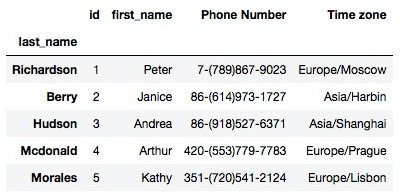 id first_name Phone Number Time zone
last_name
Richardson 1 Peter 7-(789)867-9023 Europe/Moscow
Berry 2 Janice 86-(614)973-1727 Asia/Harbin
Hudson 3 Andrea 86-(918)527-6371 Asia/Shanghai
Mcdonald 4 Arthur 420-(553)779-7783 Europe/Prague
Morales 5 Kathy 351-(720)541-2124 Europe/Lisbon